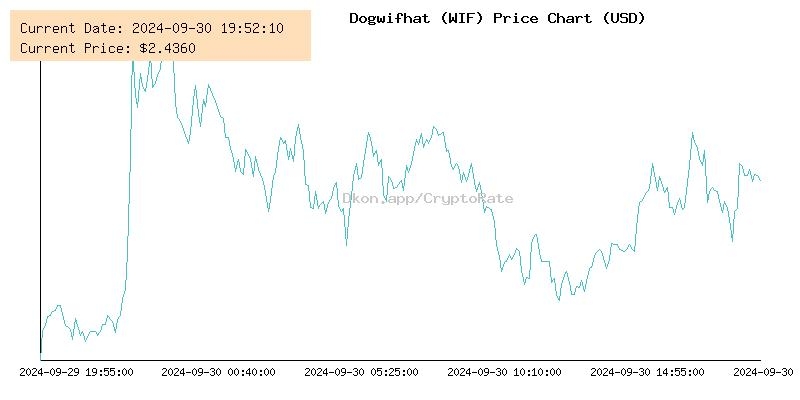 Dogwifhat (WIF) Price Chart (USD)
Current Date: 2024-09-30 19:52:10
Current Price: $2.4360
Dkon.app/CryptoRate
2024-09-29 19:55:00 2024-09-30 00:40:00 2024-09-30 05:25:00 2024-09-30 10:10:00 2024-09-30 14:55:00 2024-09-30